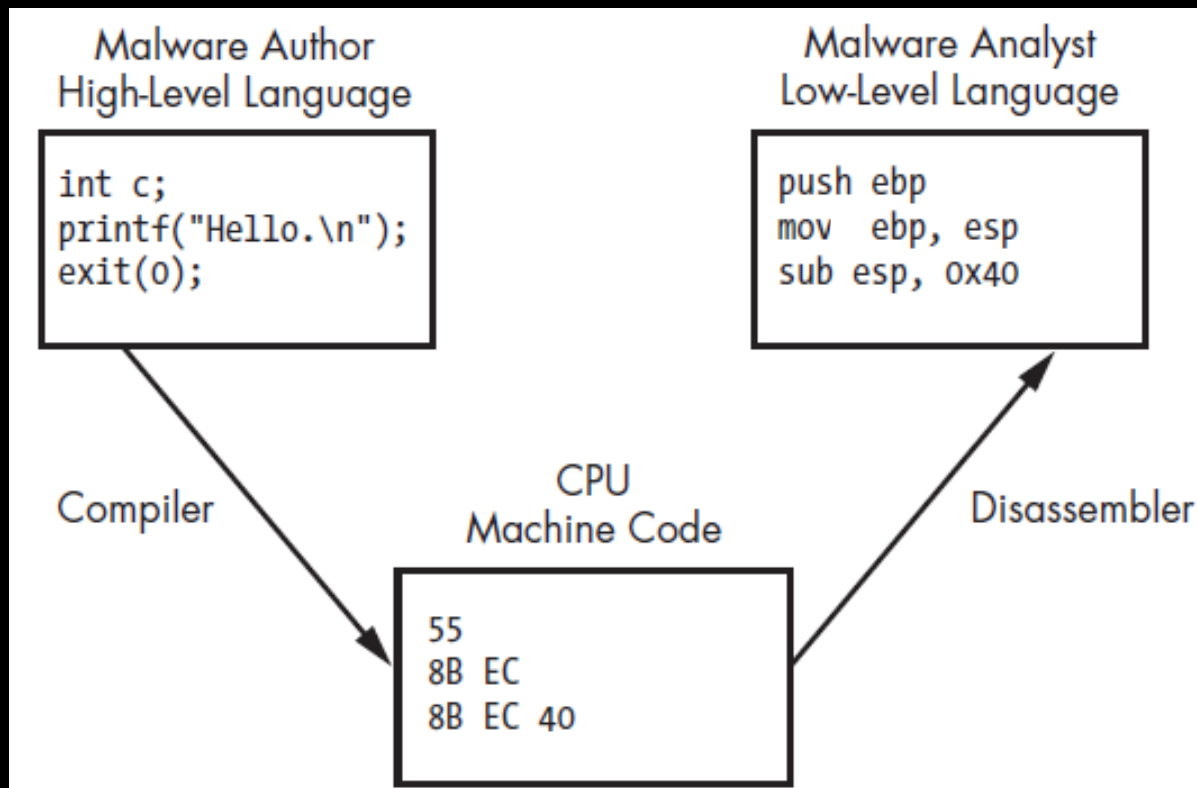 Malware Author
High-Level Language
int c;
printf("Hello.\n");
exit(0);
Malware Analyst
Low-Level Language
push ebp
mov ebp, esp
sub esp, 0x40
Compiler
CPU
Machine Code
55
8B EC
8B EC 40
Disassembler